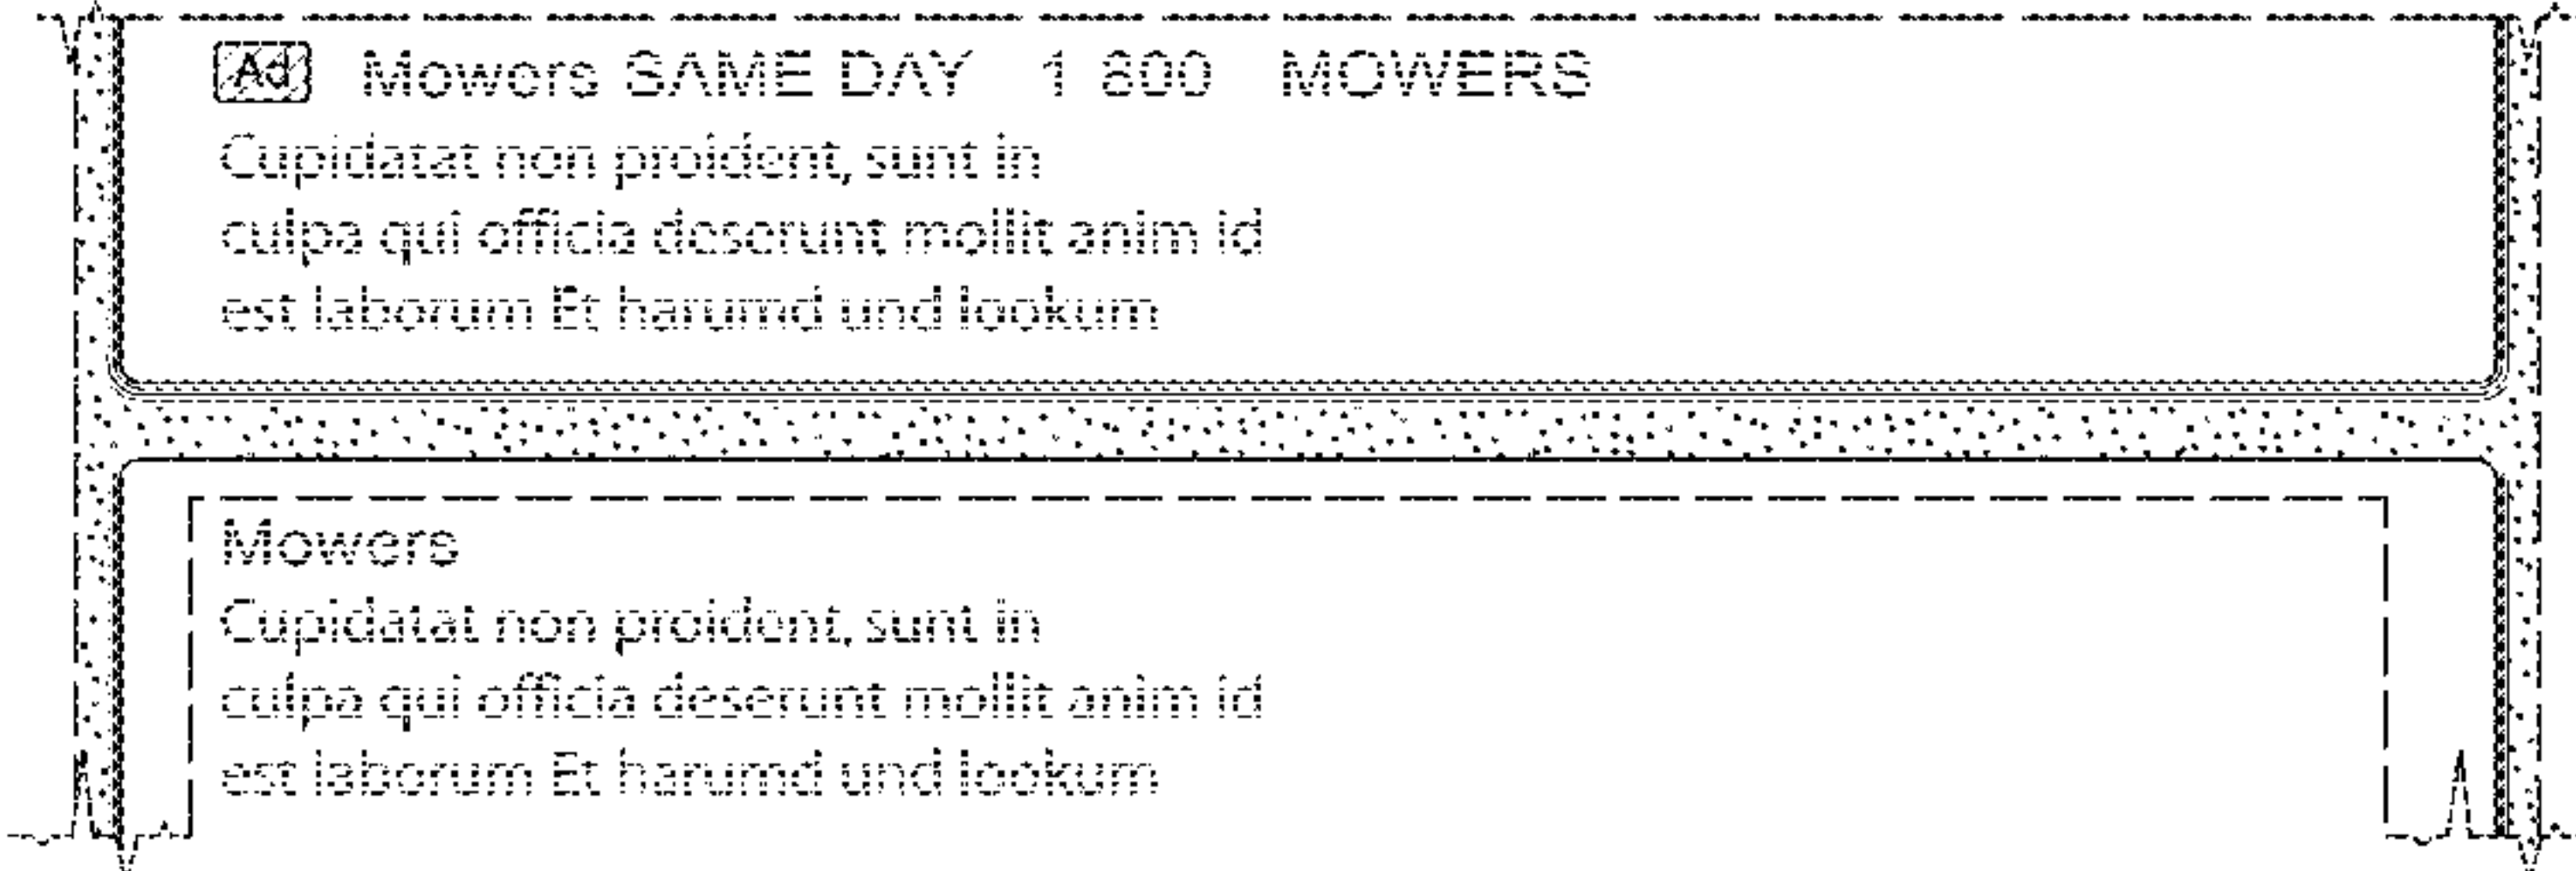 Ad Mowers SAME DAY 1 800 MOWERS
Cupidatat non proident, sunt in
culpa qui officia deserunt mollit anim id
est laborum Et harumd und lookum
Mowers
Cupidatat non proident, sunt in
culpa qui officia deserunt mollit anim id
est laborum Et harumd und lookum